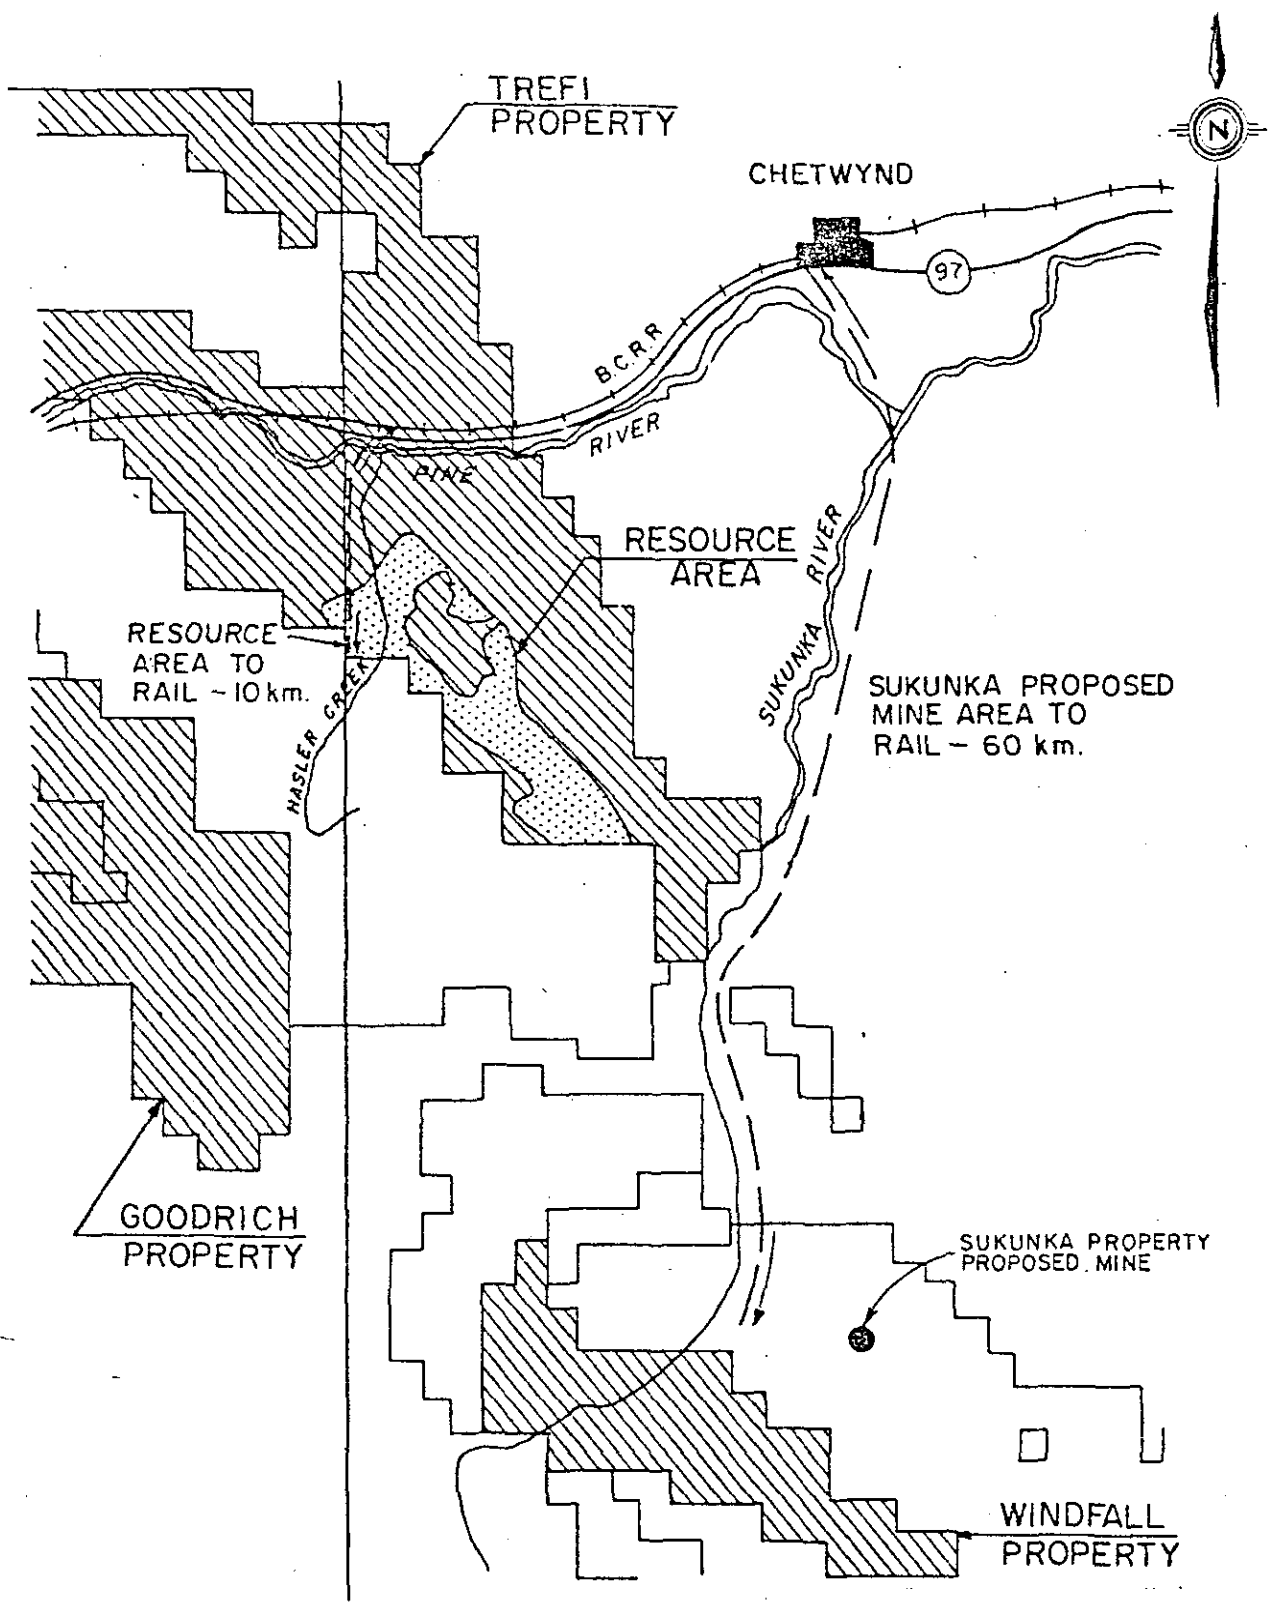 TREFI
PROPERTY
N
CHETWYND
97
B.C.R.R
RIVER
PINE
RESOURCE
AREA
SUKUNKA RIVER
RESOURCE
AREA TO
RAIL ~ 10 km.
HASLER CREEK
SUKUNKA PROPOSED
MINE AREA TO
RAIL ~ 60 km.
GOODRICH
PROPERTY
SUKUNKA PROPERTY
PROPOSED MINE
WINDFALL
PROPERTY